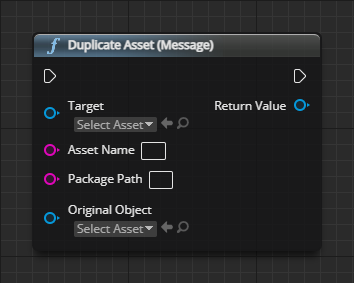 f Duplicate Asset (Message)
Target Return Value
Select Asset
Asset Name
Package Path
Original Object
Select Asset